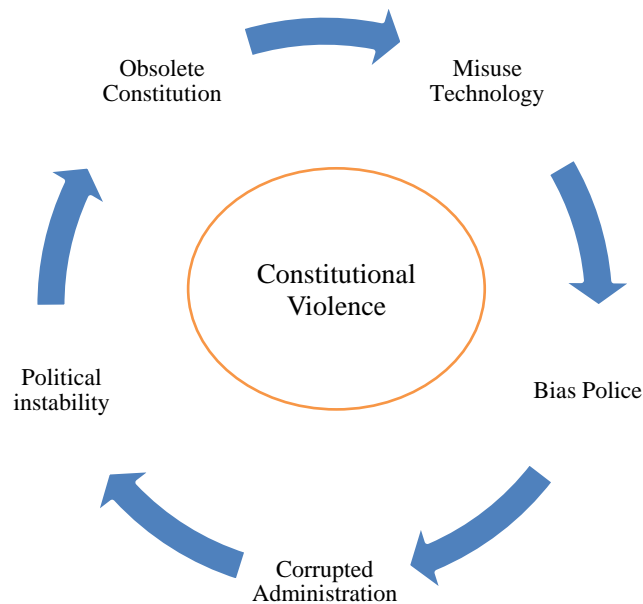 Obsolete
Constitution
Misuse
Technology
Constitutional
Violence
Political
instability
Bias Police
Corrupted
Administration